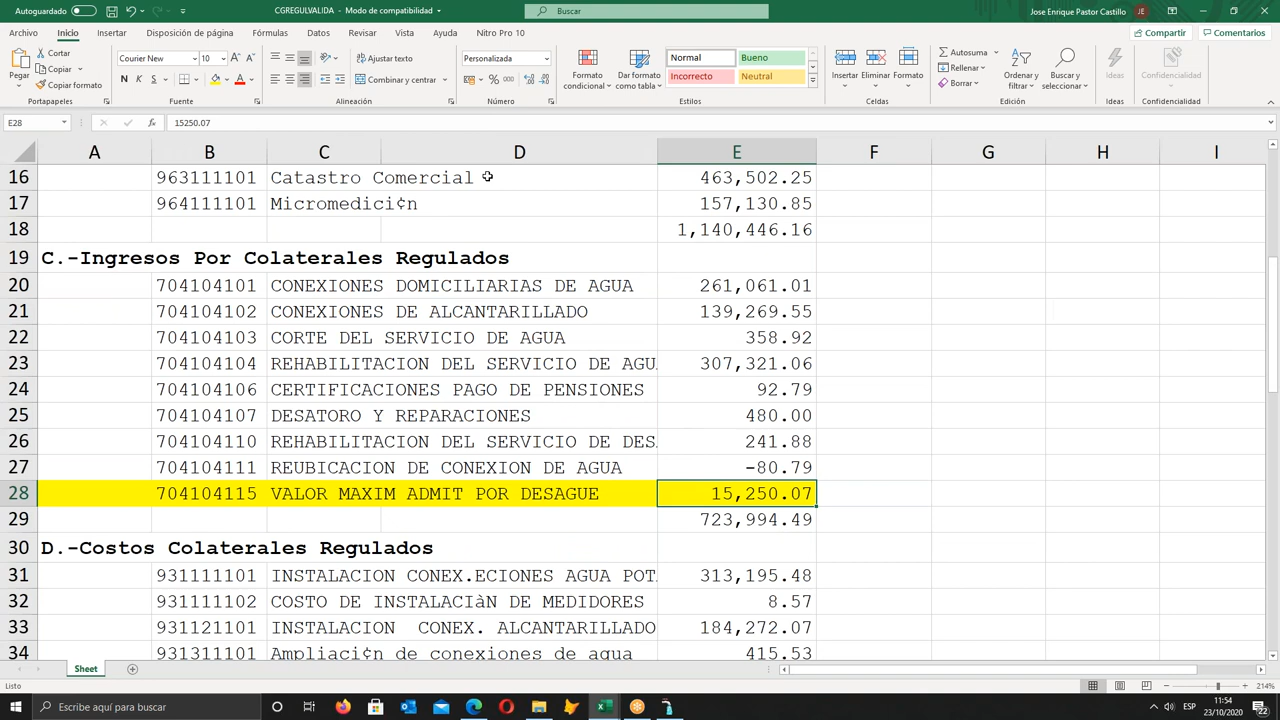 Autoguardado
CGREGULVALIDA - Modo de compatibilidad
Buscar
Jose Enrique Pastor Castillo
JE
Archivo Inicio Insertar Disposición de página Fórmulas Datos Revisar Vista Ayuda Nitro Pro 10
Compartir Comentarios
Pegar
Cortar
Copiar
Copiar formato
Portapapeles
Courier New 10
N K S
Fuente
Ajustar texto
Combinar y centrar
Alineación
Personalizada
% 000
Número
Formato condicional
Dar formato como tabla
Normal Bueno
Incorrecto Neutral
Estilos
Insertar Eliminar Formato
Celdas
Autosuma
Rellenar
Borrar
Ordenar y filtrar
Buscar y seleccionar
Edición
Ideas
Ideas
Confidencialidad
Confidencialidad
E28 fx 15250.07
A B C D E F G H I
16 963111101 Catastro Comercial 463,502.25
17 964111101 Micromedici¢n 157,130.85
18 1,140,446.16
19 C.-Ingresos Por Colaterales Regulados
20 704104101 CONEXIONES DOMICILIARIAS DE AGUA 261,061.01
21 704104102 CONEXIONES DE ALCANTARILLADO 139,269.55
22 704104103 CORTE DEL SERVICIO DE AGUA 358.92
23 704104104 REHABILITACION DEL SERVICIO DE AGU 307,321.06
24 704104106 CERTIFICACIONES PAGO DE PENSIONES 92.79
25 704104107 DESATORO Y REPARACIONES 480.00
26 704104110 REHABILITACION DEL SERVICIO DE DES 241.88
27 704104111 REUBICACION DE CONEXION DE AGUA -80.79
28 704104115 VALOR MAXIM ADMIT POR DESAGUE 15,250.07
29 723,994.49
30 D.-Costos Colaterales Regulados
31 931111101 INSTALACION CONEX.ECIONES AGUA POT 313,195.48
32 931111102 COSTO DE INSTALACIàN DE MEDIDORES 8.57
33 931121101 INSTALACION CONEX. ALCANTARILLADO 184,272.07
34 931311101 Ampliaci¢n de conexiones de agua 415.53
Sheet
Listo
214%
Escribe aquí para buscar
ESP
11:54
23/10/2020
22